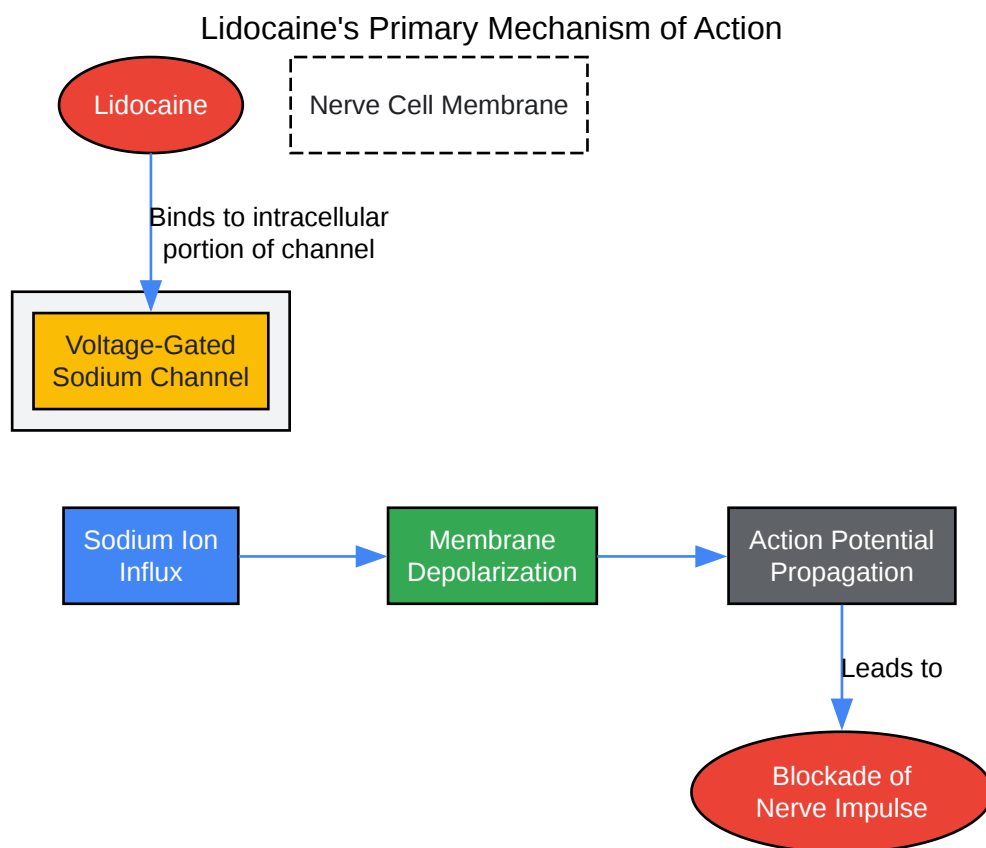 Lidocaine's Primary Mechanism of Action
Lidocaine
Nerve Cell Membrane
Binds to intracellular
portion of channel
Voltage-Gated
Sodium Channel
Sodium Ion
Influx
Membrane
Depolarization
Action Potential
Propagation
Leads to
Blockade of
Nerve Impulse